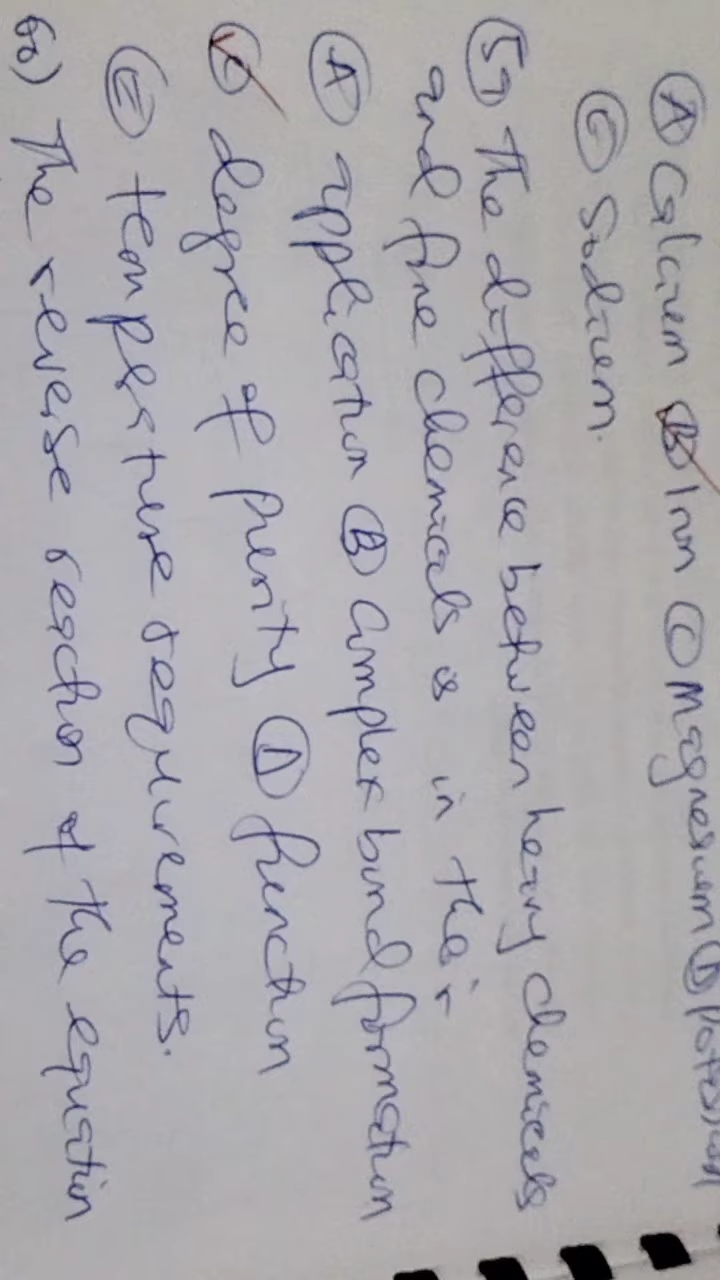 (A) Calcium (B) Iron (C) Magnesium (D) Potassium
(E) Sodium.
(59) The difference between heavy chemicals
and fine chemicals is in their
(A) application (B) Complex bond formation
(C) degree of purity (D) function
(E) temperature requirements.
60) The reverse reaction of the equation